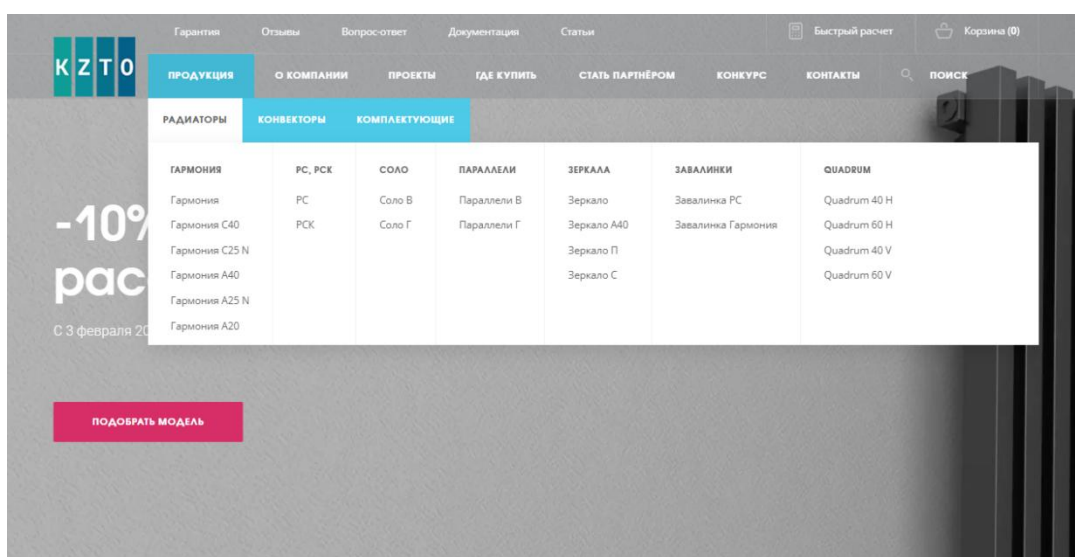 Гарантия Отзывы Вопрос-ответ Документация Статьи Быстрый расчет Корзина (0)
KZTO
ПРОДУКЦИЯ О КОМПАНИИ ПРОЕКТЫ ГДЕ КУПИТЬ СТАТЬ ПАРТНЁРОМ КОНКУРС КОНТАКТЫ ПОИСК
РАДИАТОРЫ КОНВЕКТОРЫ КОМПЛЕКТУЮЩИЕ
ГАРМОНИЯ РС, РСК СОЛО ПАРАЛЛЕЛИ ЗЕРКАЛА ЗАВАЛИНКИ QUADRUM
Гармония РС Соло В Параллели В Зеркало Завалинка РС Quadrum 40 H
Гармония С40 РСК Соло Г Параллели Г Зеркало А40 Завалинка Гармония Quadrum 60 H
Гармония С25 N Зеркало П Quadrum 40 V
Гармония А40 Зеркало С Quadrum 60 V
Гармония А25 N
Гармония А20
-10%
рас
С 3 февраля 20
ПОДОБРАТЬ МОДЕЛЬ